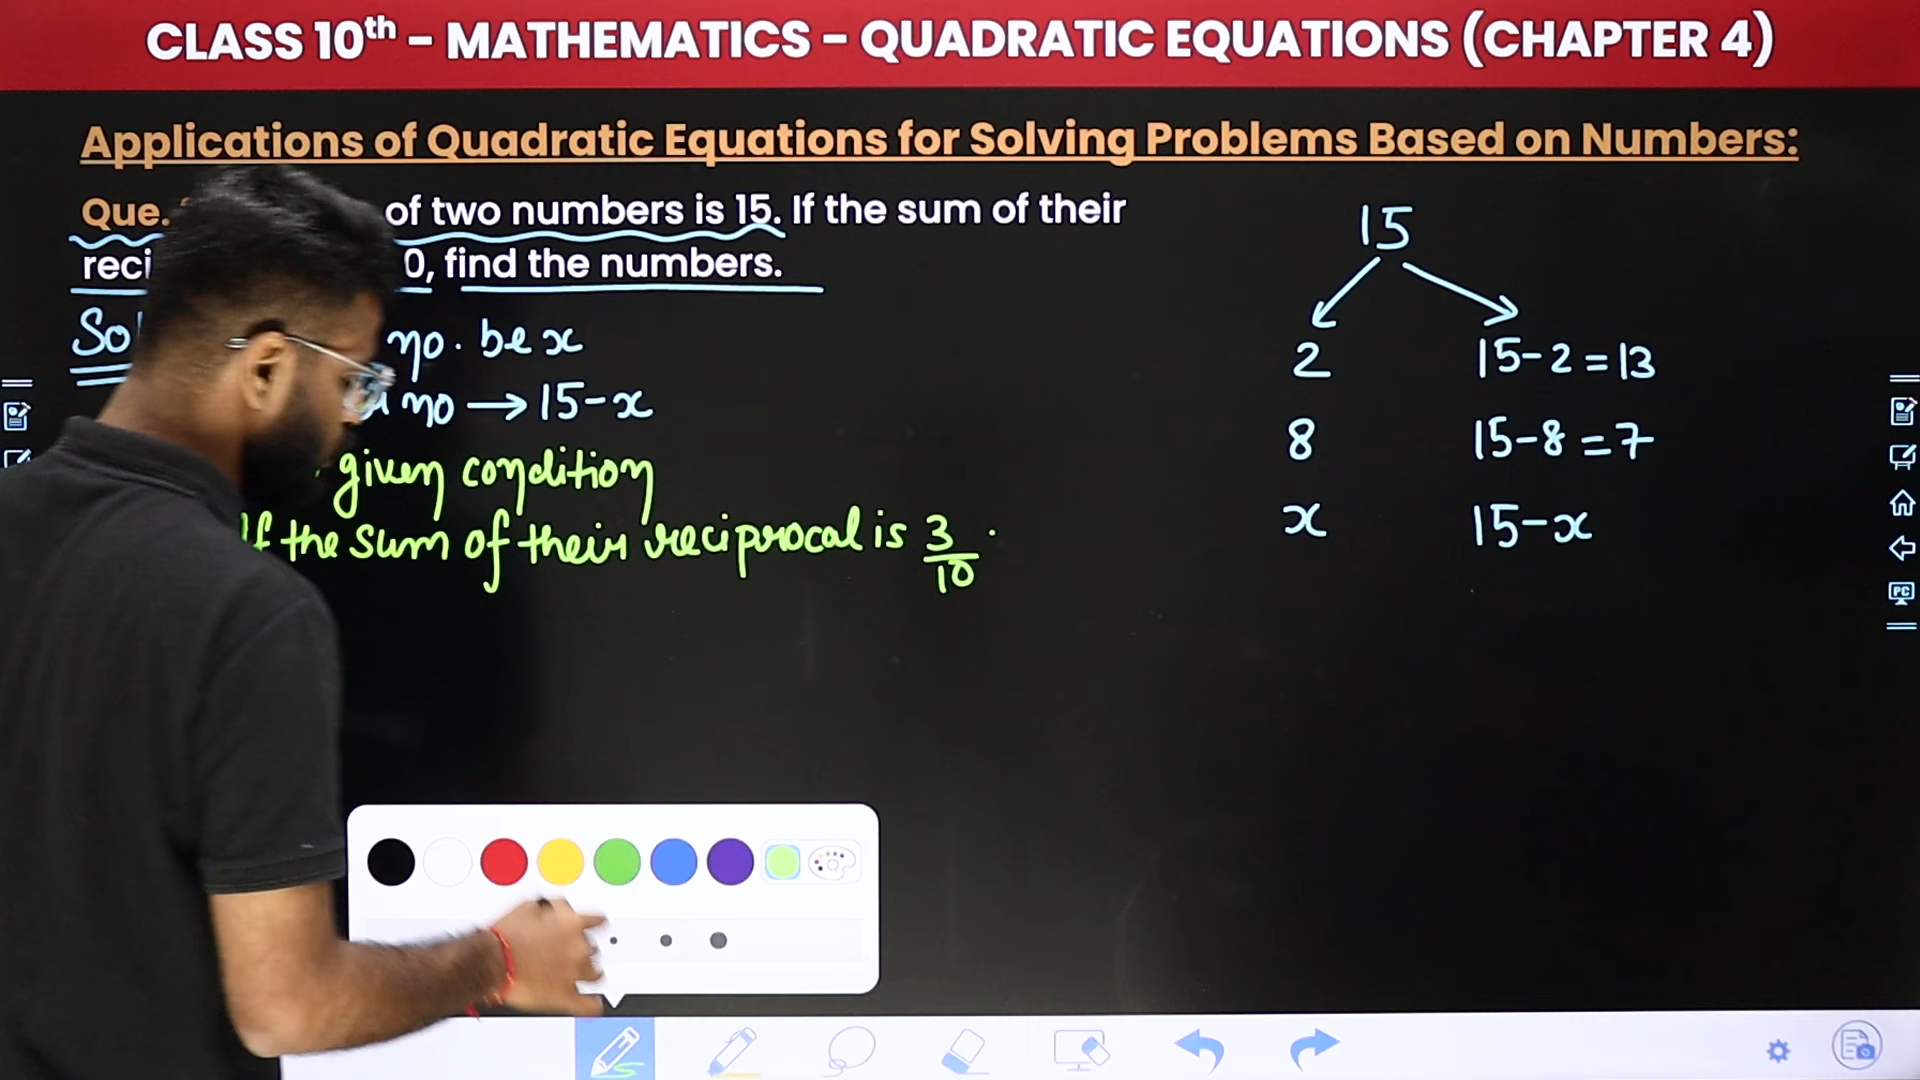 CLASS 10th - MATHEMATICS - QUADRATIC EQUATIONS (CHAPTER 4)
Applications of Quadratic Equations for Solving Problems Based on Numbers:
Que. of two numbers is 15. If the sum of their
reci 0, find the numbers.
Sol no. be x
no → 15-x
given condition
If the sum of their reciprocal is 3/10.
15
2 15-2=13
8 15-8=7
x 15-x
PC